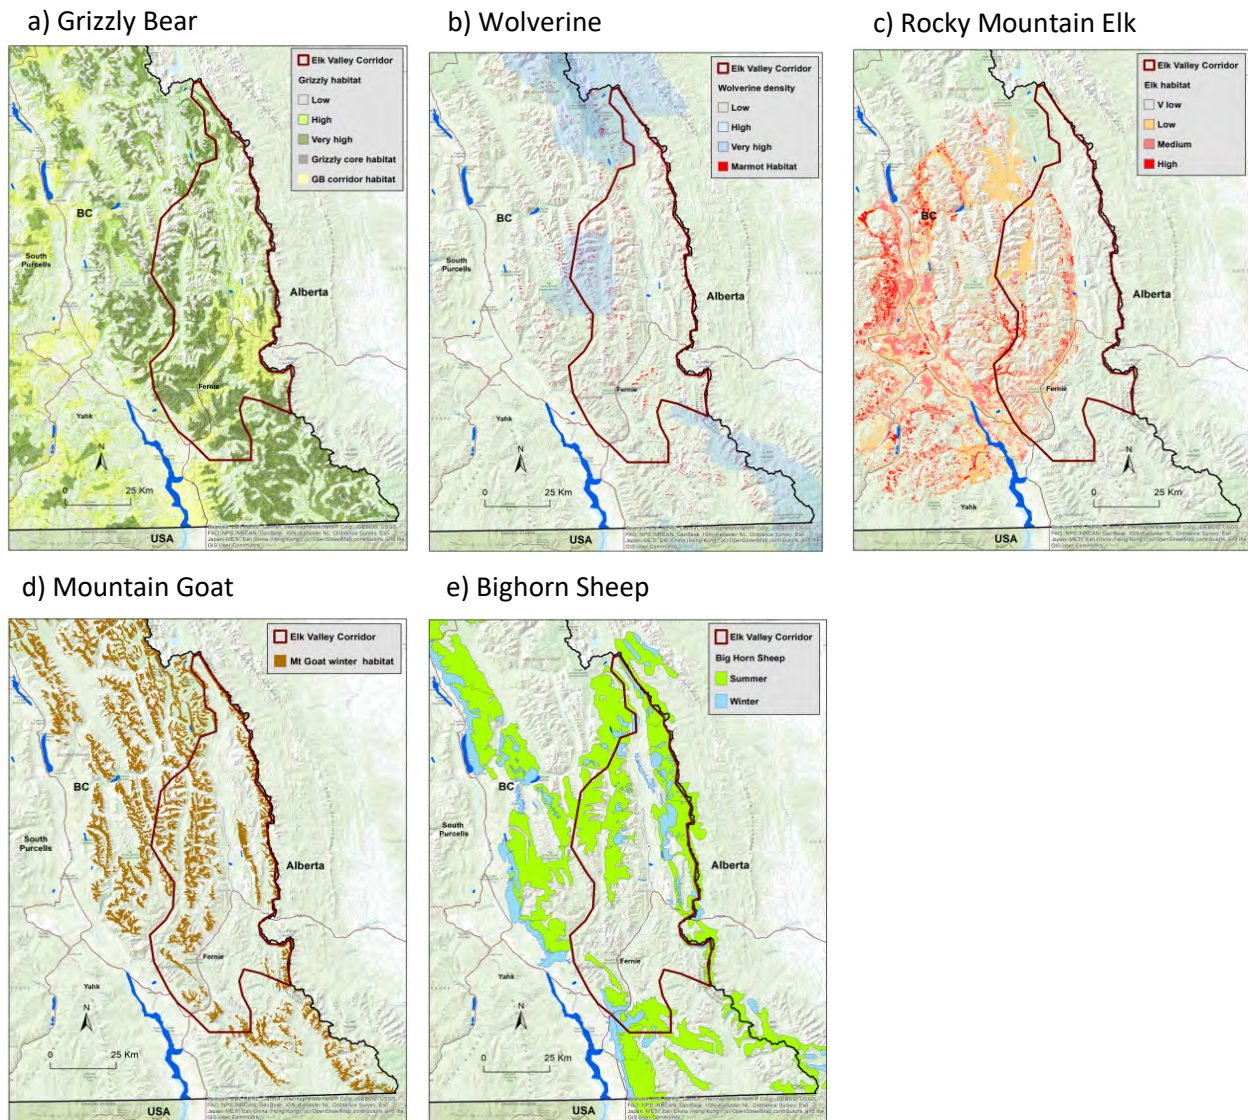 a) Grizzly Bear
b) Wolverine
c) Rocky Mountain Elk
Elk Valley Corridor
Grizzly habitat
Low
High
Very high
Grizzly core habitat
GB corridor habitat
BC
South
Purcells
Alberta
Fernie
Yahk
N
0 25 Km
USA
Elk Valley Corridor
Wolverine density
Low
High
Very high
Marmot Habitat
BC
South
Purcells
Alberta
Fernie
Yahk
N
0 25 Km
USA
Elk Valley Corridor
Elk habitat
V low
Low
Medium
High
BC
Alberta
Fernie
Yahk
N
0 25 Km
USA
d) Mountain Goat
e) Bighorn Sheep
Elk Valley Corridor
Mt Goat winter habitat
BC
South
Purcells
Alberta
Fernie
Yahk
N
0 25 Km
USA
Elk Valley Corridor
Big Horn Sheep
Summer
Winter
BC
South
Purcells
Alberta
Fernie
Yahk
N
0 25 Km
USA